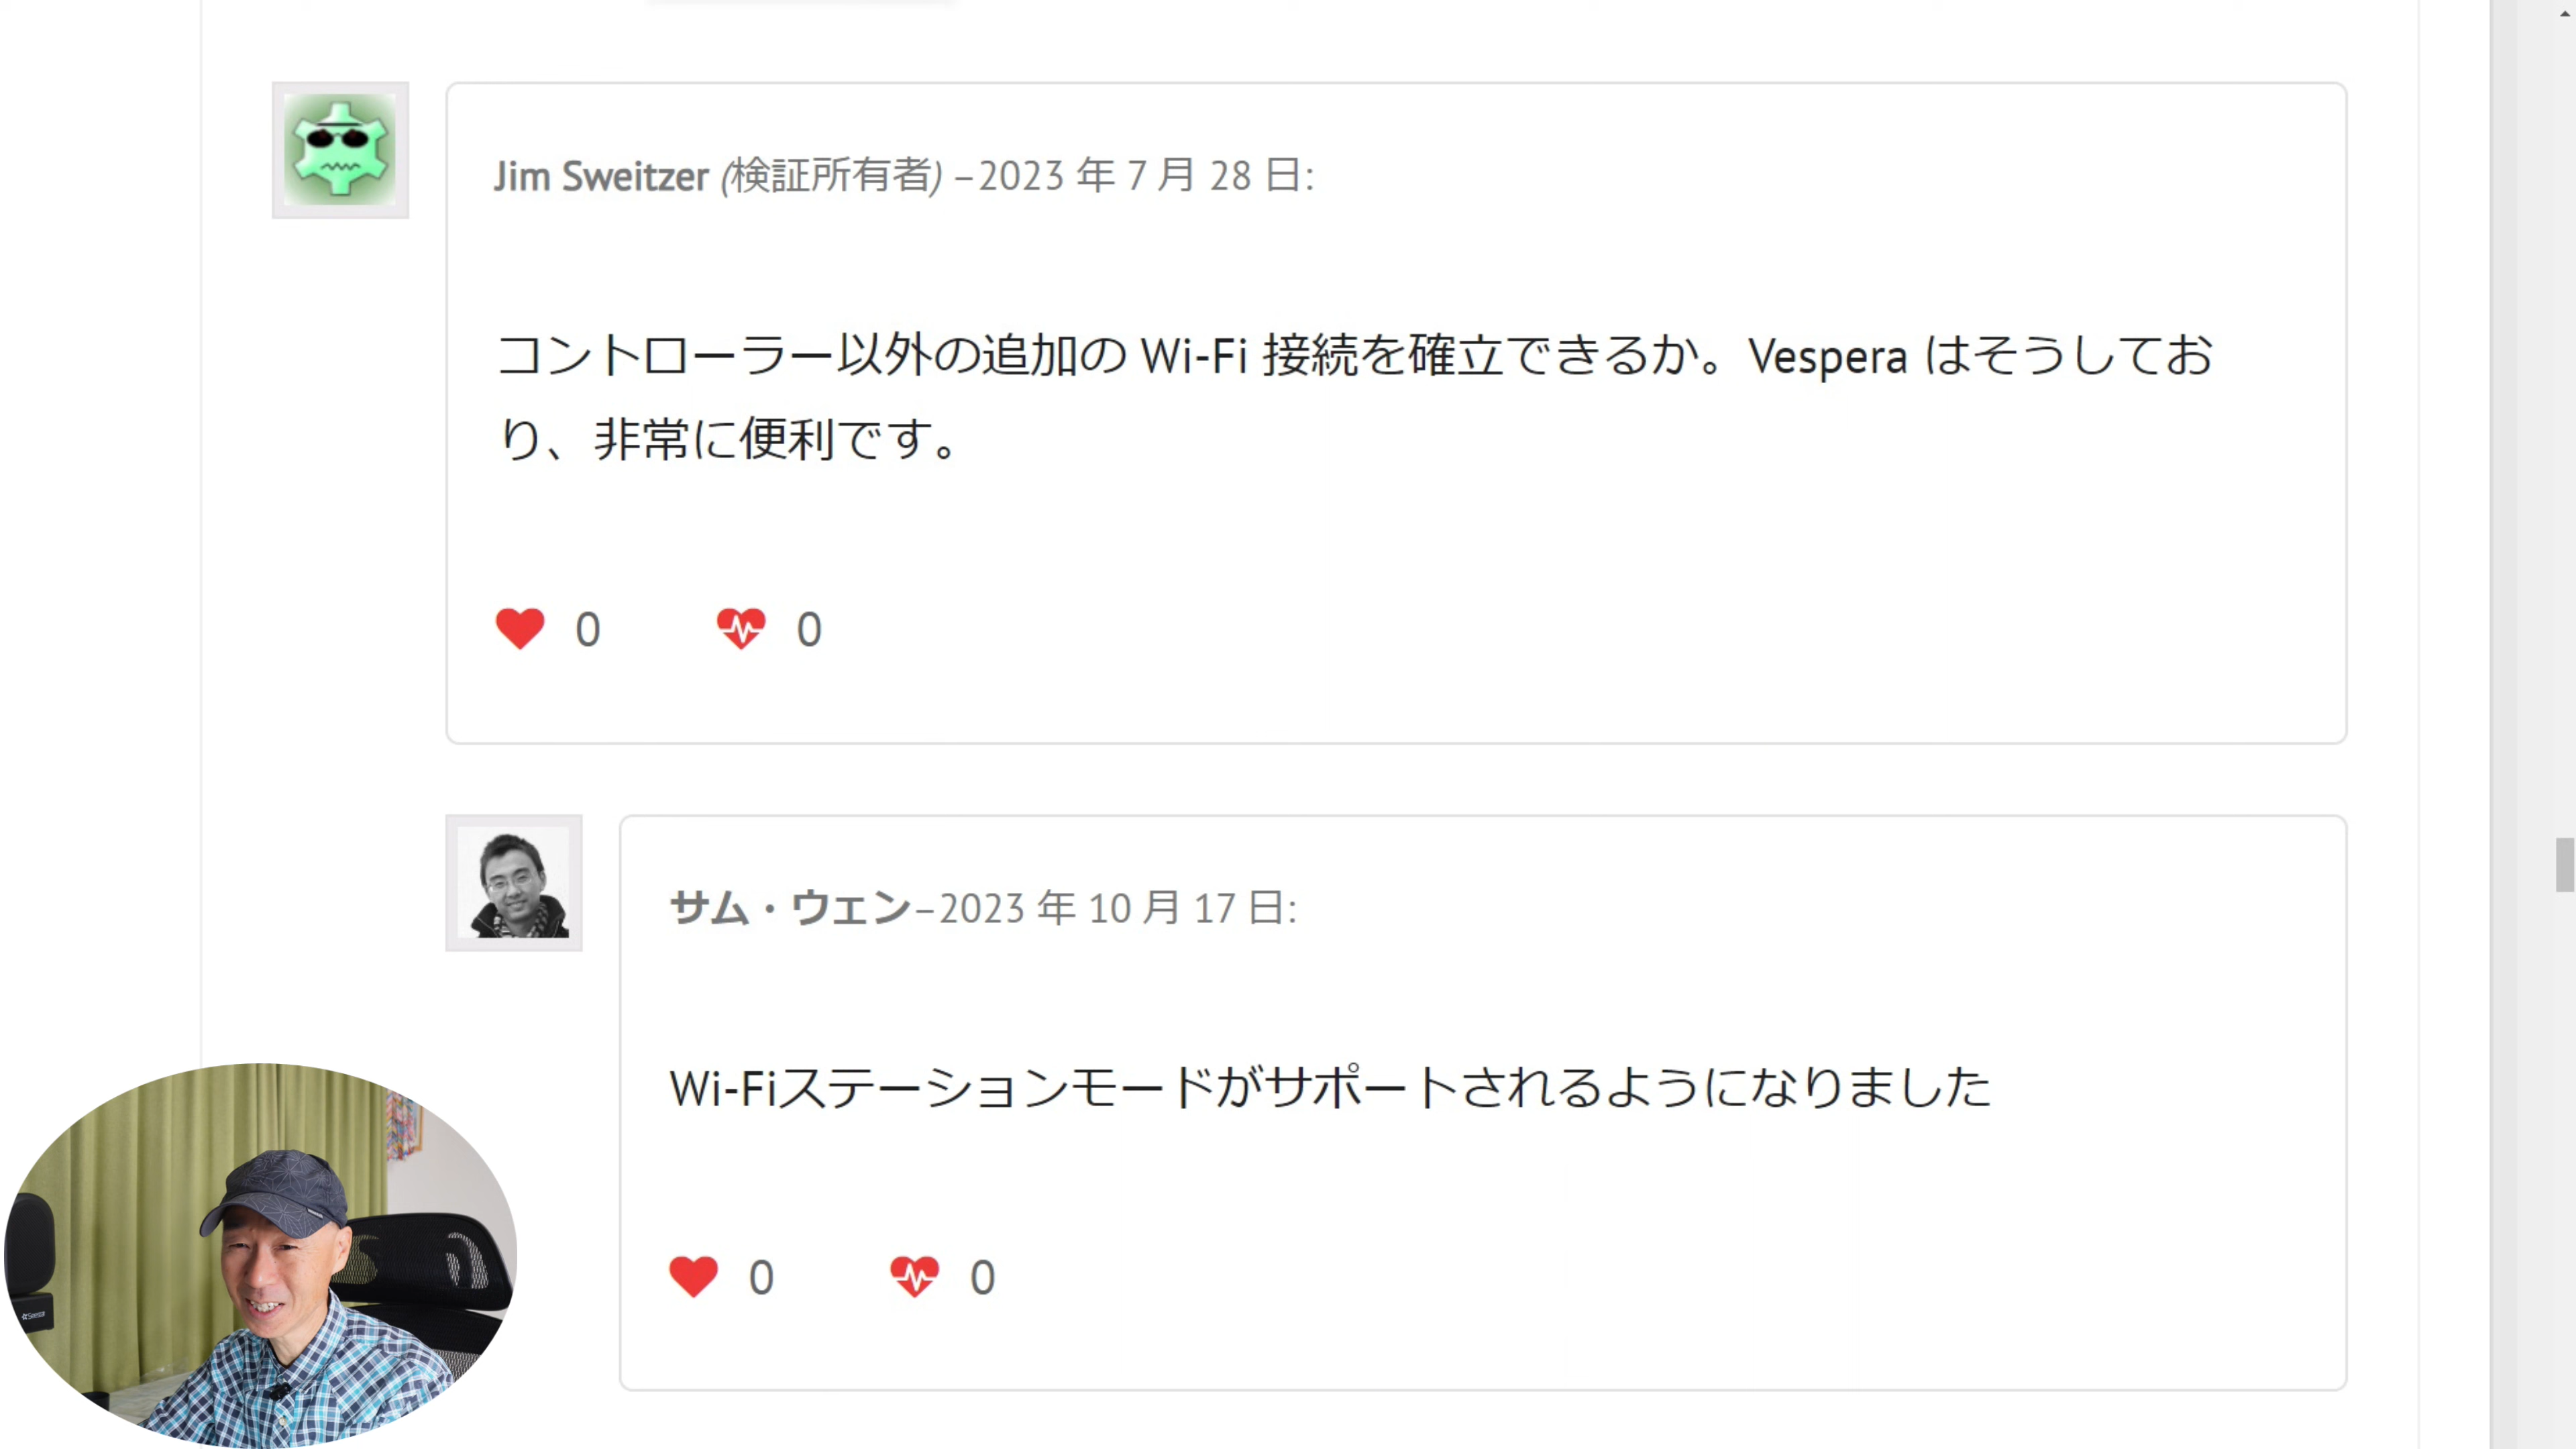 Jim Sweitzer (検証所有者) –2023 年 7 月 28 日:
コントローラー以外の追加の Wi-Fi 接続を確立できるか。Vespera はそうしてお
り、非常に便利です。
0 0
サム・ウェン–2023 年 10 月 17 日:
Wi-Fiステーションモードがサポートされるようになりました
0 0